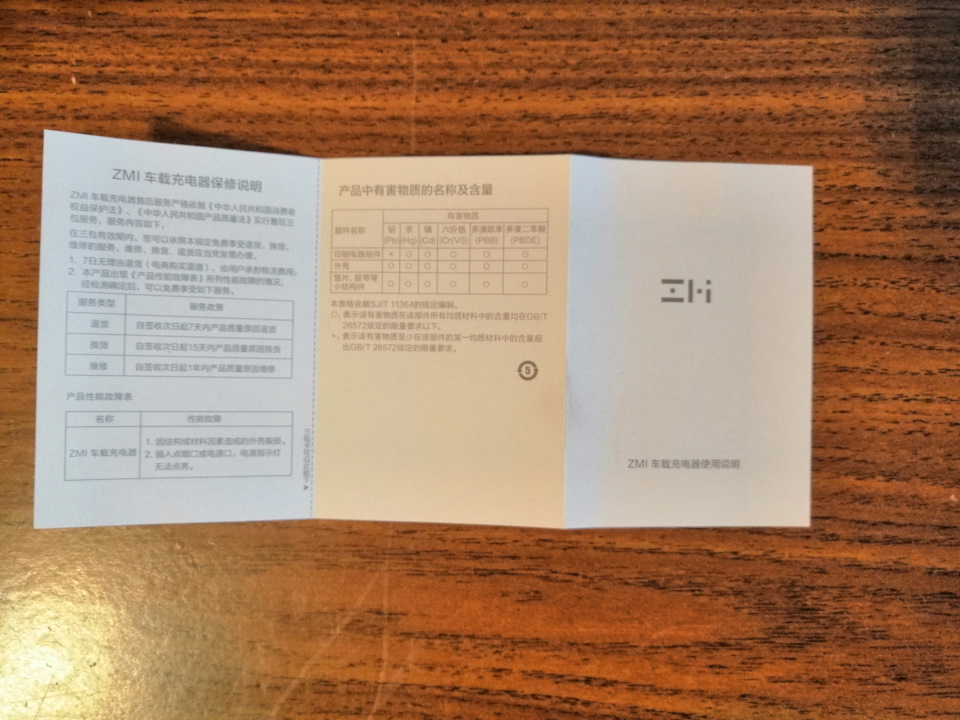 ZMI 车载充电器保修说明
ZMI 车载充电器售后服务严格依据《中华人民共和国消费者
权益保护法》、《中华人民共和国产品质量法》实行售后三
包服务，服务内容如下：
在三包有效期内，您可以依照本规定免费享受退货、换货、
维修的服务。维修、换货、退货应当凭发票办理。
1. 7日无理由退货（电商购买渠道），由用户承担物流费用；
2. 本产品出现《产品性能故障表》所列性能故障的情况，
经检测确定后，可以免费享受如下服务。
服务类型 服务政策
退货 自签收次日起7天内产品质量原因退货
换货 自签收次日起15天内产品质量原因换货
维修 自签收次日起1年内产品质量原因维修
产品性能故障表
名称 性能故障
ZMI 车载充电器 1. 因结构或材料因素造成的外壳裂损。
2. 插入点烟口或电源口，电源指示灯
无法点亮。
产品中有害物质的名称及含量
部件名称 有害物质
铅 汞 镉 六价铬 多溴联苯 多溴二苯醚
(Pb) (Hg) (Cd) (Cr(VI)) (PBB) (PBDE)
印刷电路部件 × ○ ○ ○ ○ ○
外壳 ○ ○ ○ ○ ○ ○
垫片, 胶带等
小结构件 ○ ○ ○ ○ ○ ○
本表格依据SJ/T 11364的规定编制。
○：表示该有害物质在该部件所有均质材料中的含量均在GB/T
26572规定的限量要求以下。
×：表示该有害物质至少在该部件的某一均质材料中的含量超
出GB/T 26572规定的限量要求。
5
ZMI
ZMI 车载充电器使用说明